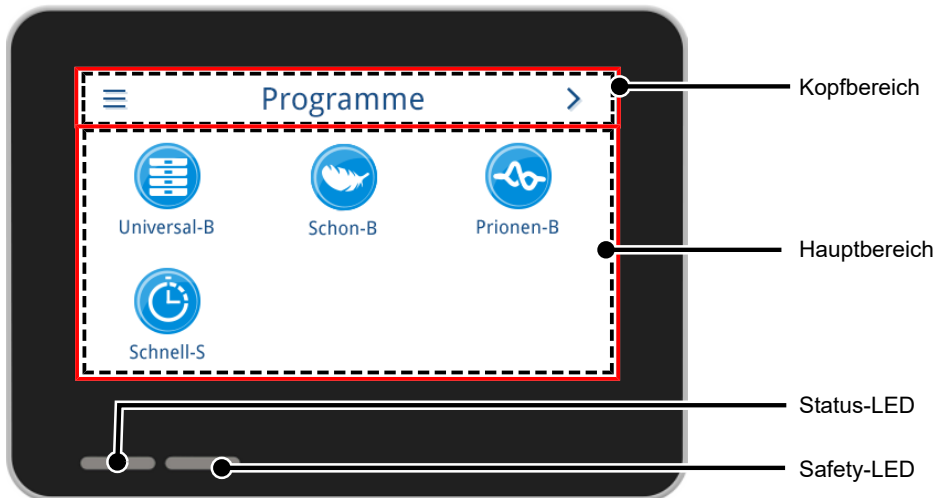 Programme
Kopfbereich
Universal-B
Schon-B
Prionen-B
Hauptbereich
Schnell-S
Status-LED
Safety-LED